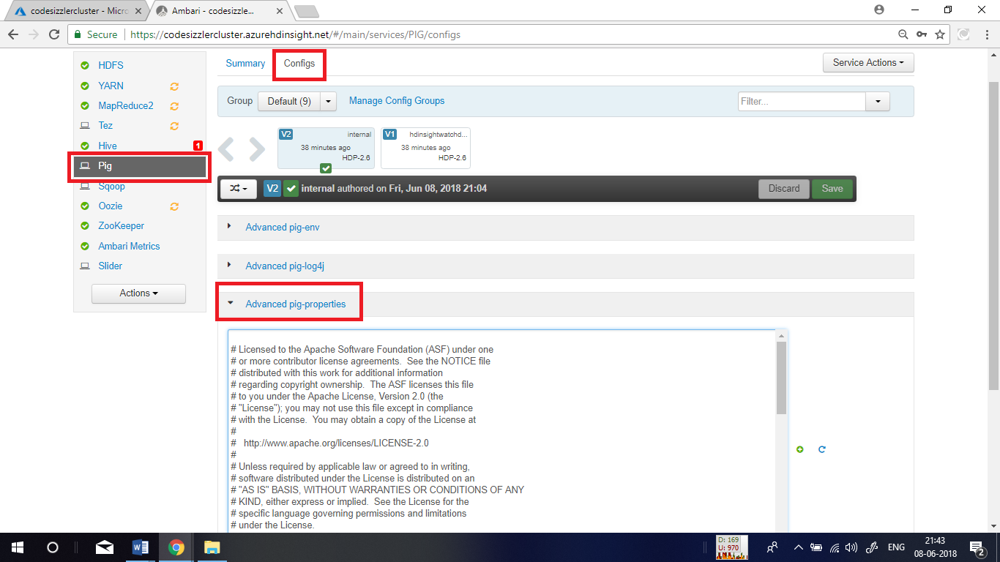 codesizzlercluster - Micro
Ambari - codesizzle...
Secure
https://codesizzlercluster.azurehdinsight.net/#/main/services/PIG/configs
HDFS
YARN
MapReduce2
Tez
Hive
1
Pig
Sqoop
Oozie
ZooKeeper
Ambari Metrics
Slider
Actions
Summary
Configs
Service Actions
Group
Default (9)
Manage Config Groups
Filter...
V2
internal
38 minutes ago
HDP-2.6
V1
hdinsightwatchd...
38 minutes ago
HDP-2.6
V2
internal authored on Fri, Jun 08, 2018 21:04
Discard
Save
Advanced pig-env
Advanced pig-log4j
Advanced pig-properties
# Licensed to the Apache Software Foundation (ASF) under one
# or more contributor license agreements.  See the NOTICE file
# distributed with this work for additional information
# regarding copyright ownership.  The ASF licenses this file
# to you under the Apache License, Version 2.0 (the
# "License"); you may not use this file except in compliance
# with the License.  You may obtain a copy of the License at
#
#   http://www.apache.org/licenses/LICENSE-2.0
#
# Unless required by applicable law or agreed to in writing,
# software distributed under the License is distributed on an
# "AS IS" BASIS, WITHOUT WARRANTIES OR CONDITIONS OF ANY
# KIND, either express or implied.  See the License for the
# specific language governing permissions and limitations
# under the License.
D: 169
U: 970
ENG
21:43
08-06-2018
2